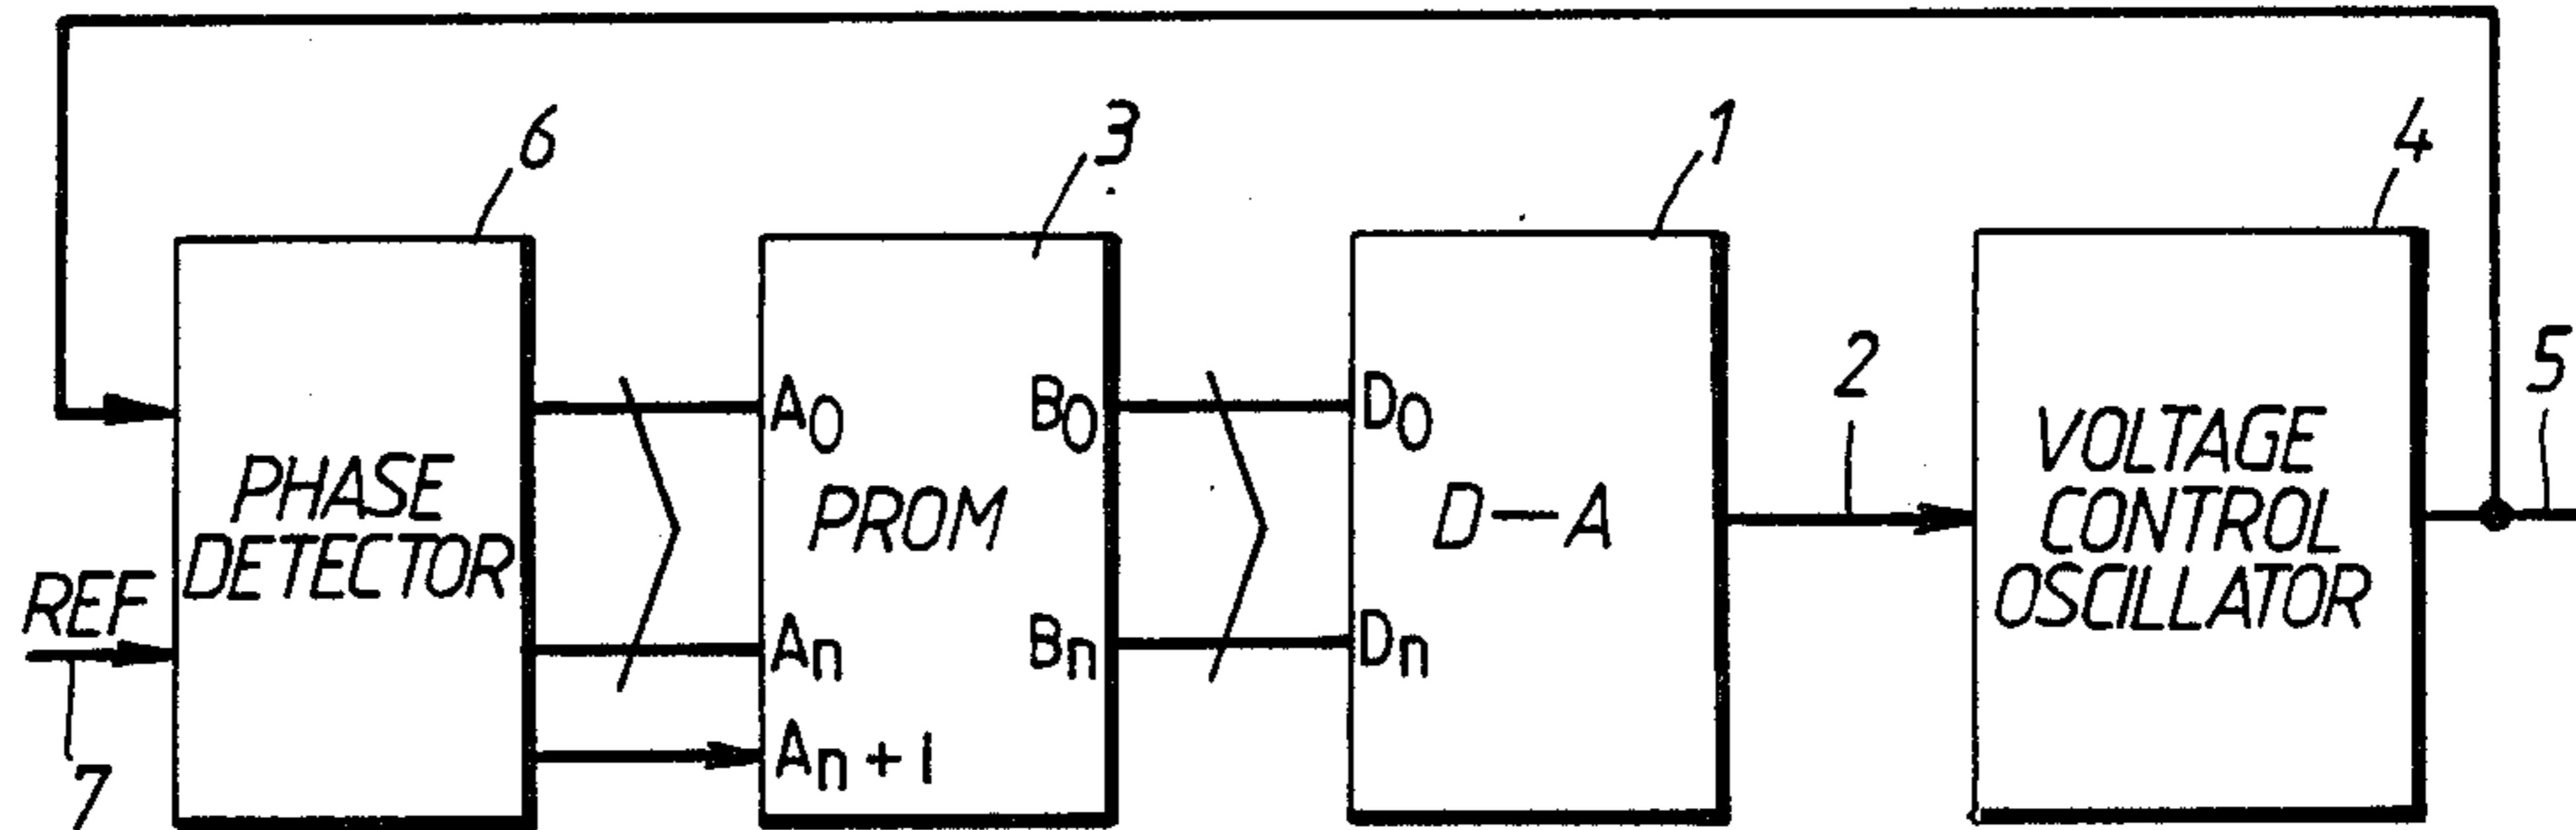 6
3
1
4
2
5
A0
B0
D0
PHASE
DETECTOR
PROM
D-A
VOLTAGE
CONTROL
OSCILLATOR
REF
An
Bn
Dn
An+1
7